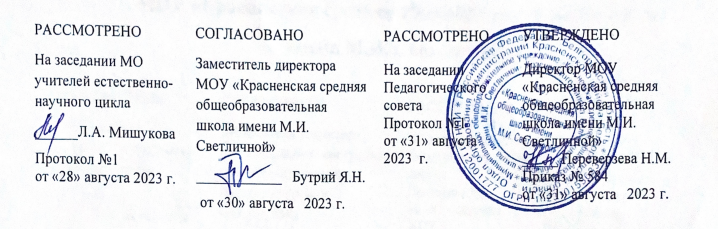 РАССМОТРЕНО
На заседании МО
учителей естественно-
научного цикла
Л.А. Мишукова
Протокол №1
от «28» августа 2023 г.
СОГЛАСОВАНО
Заместитель директора
МОУ «Красненская средняя
общеобразовательная
школа имени М.И.
Светличной»
Бутрий Я.Н.
от «30» августа 2023 г.
РАССМОТРЕНО
На заседании
Педагогического
совета
Протокол №1
от «31» августа
2023 г.
УТВЕРЖДЕНО
Директор МОУ
«Красненская средняя
общеобразовательная
школа имени М.И.
Светличной»
Переверзева Н.М.
Приказ № 584
от «31» августа 2023 г.